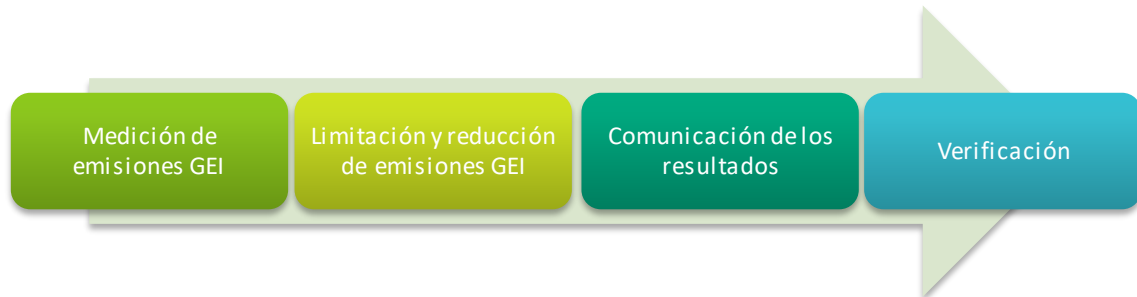 Medición de
emisiones GEI
Limitación y reducción
de emisiones GEI
Comunicación de los
resultados
Verificación